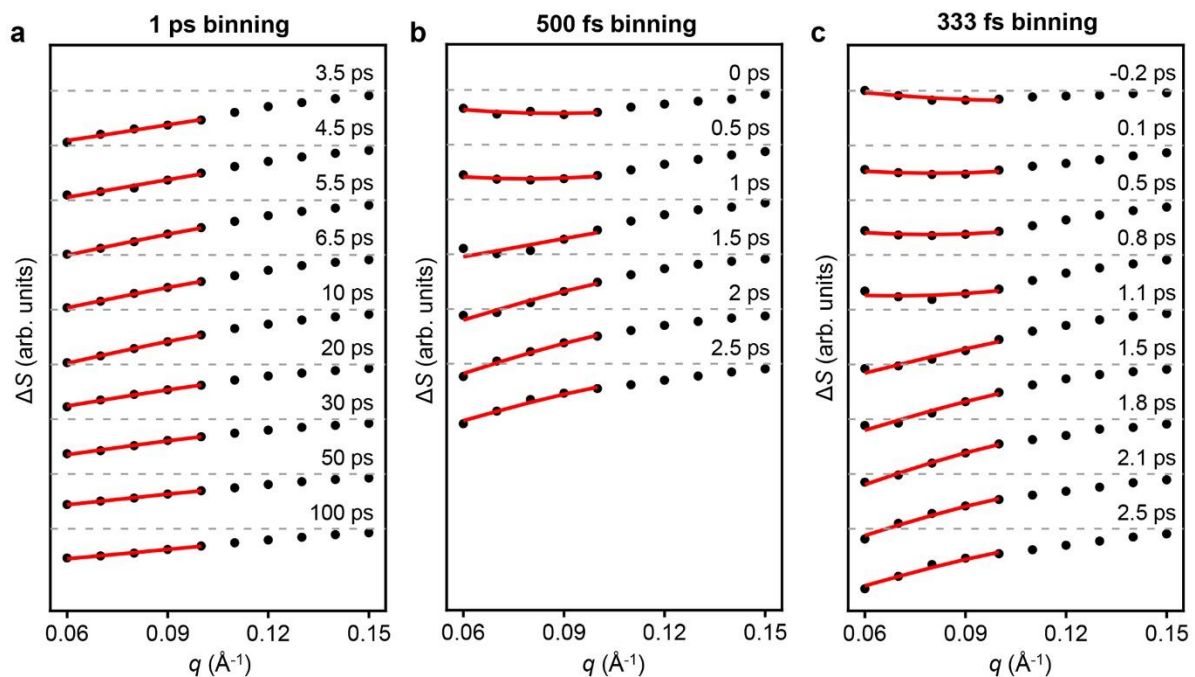 a
1 ps binning
ΔS (arb. units)
3.5 ps
4.5 ps
5.5 ps
6.5 ps
10 ps
20 ps
30 ps
50 ps
100 ps
0.06 0.09 0.12 0.15
q (Å⁻¹)
b
500 fs binning
ΔS (arb. units)
0 ps
0.5 ps
1 ps
1.5 ps
2 ps
2.5 ps
0.06 0.09 0.12 0.15
q (Å⁻¹)
c
333 fs binning
ΔS (arb. units)
-0.2 ps
0.1 ps
0.5 ps
0.8 ps
1.1 ps
1.5 ps
1.8 ps
2.1 ps
2.5 ps
0.06 0.09 0.12 0.15
q (Å⁻¹)